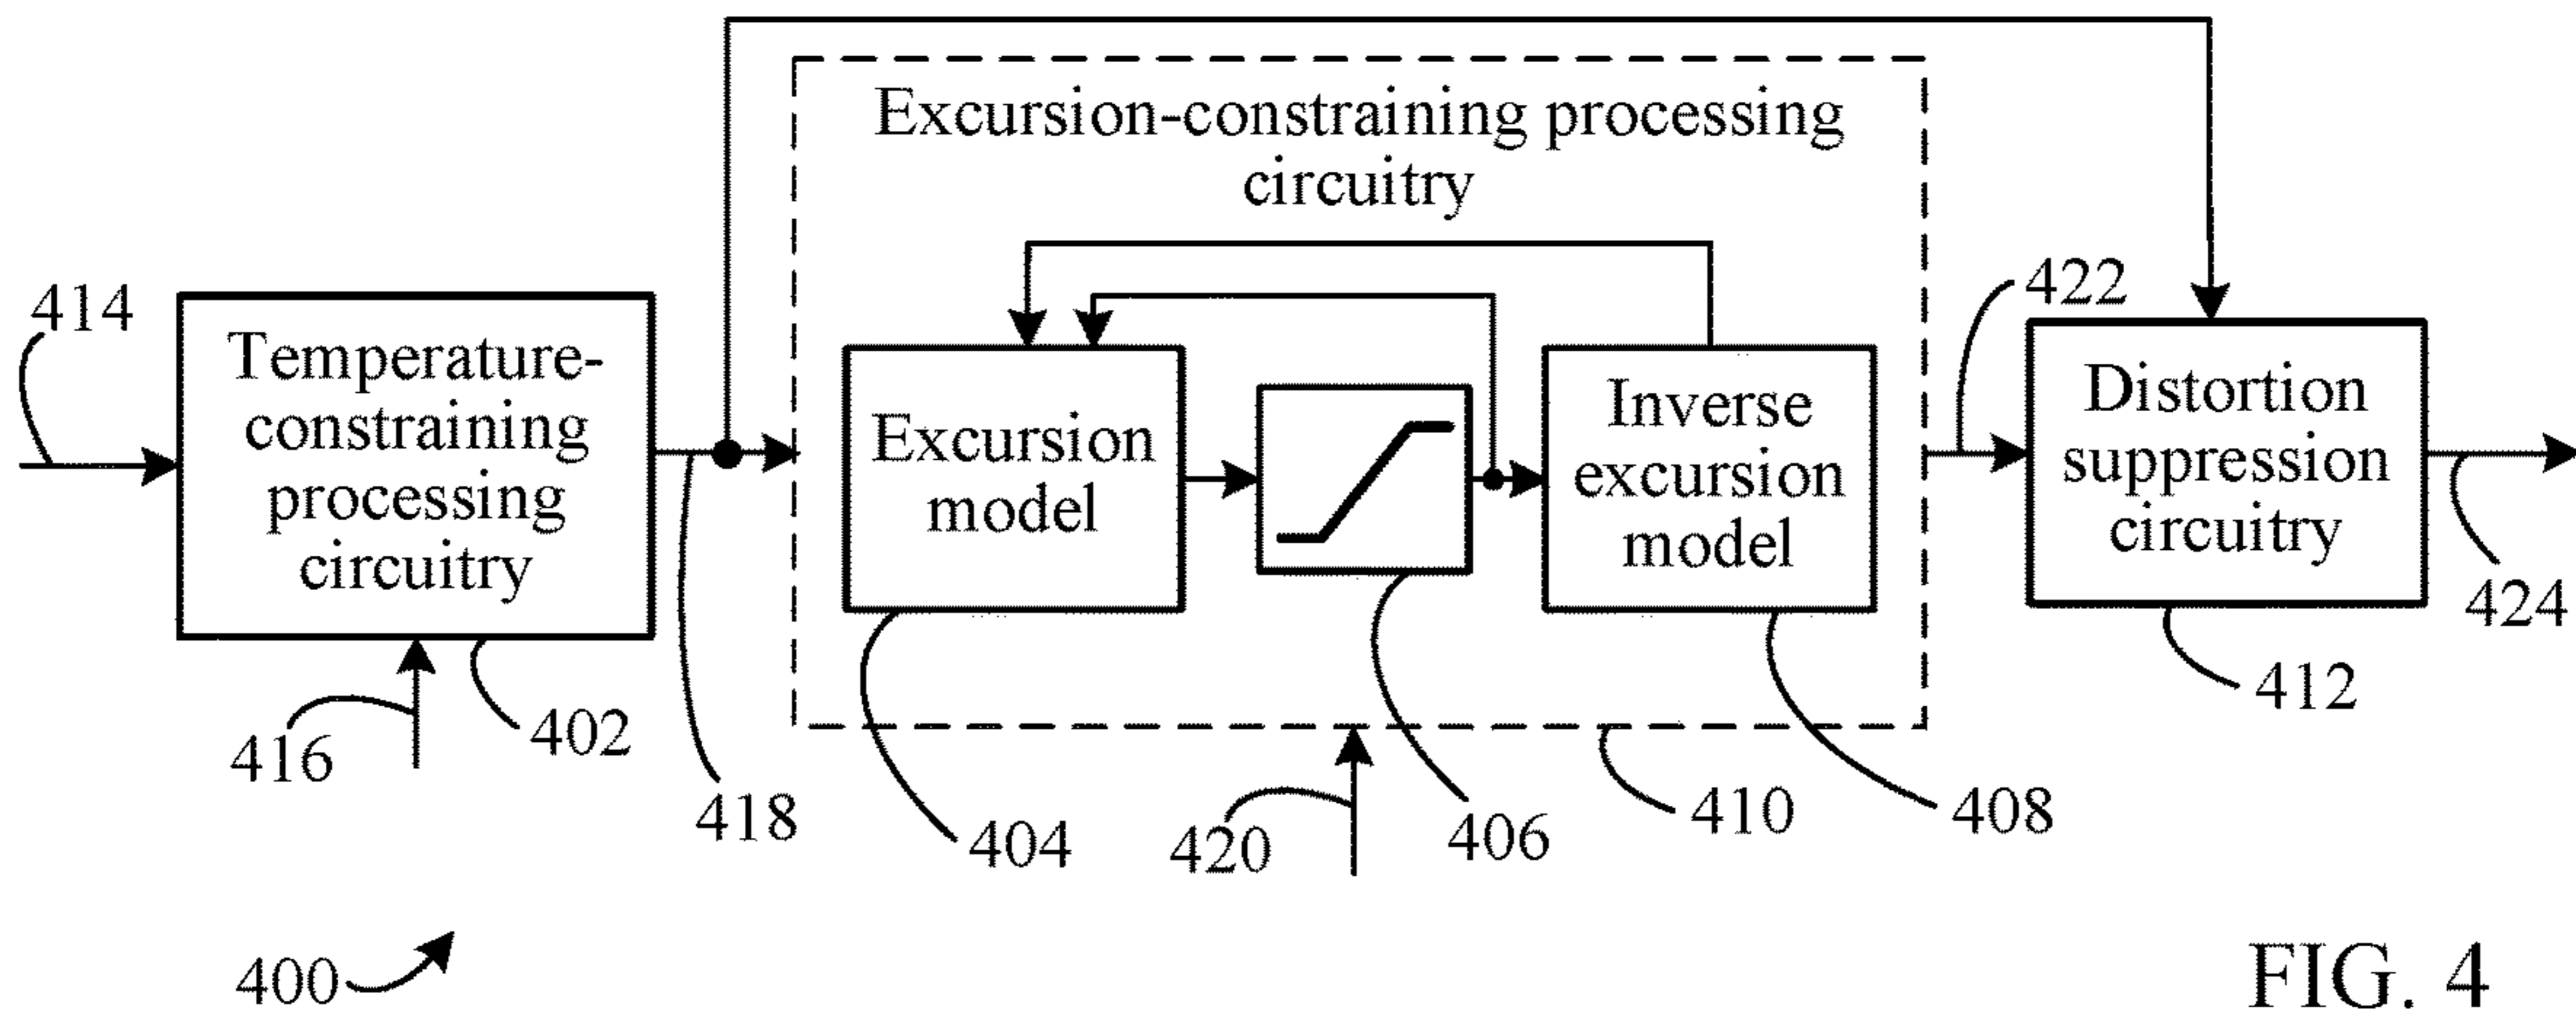 Excursion-constraining processing
circuitry
414
Temperature-
constraining
processing
circuitry
Excursion
model
Inverse
excursion
model
422
Distortion
suppression
circuitry
424
416
402
418
404
420
406
410
408
412
400
FIG. 4